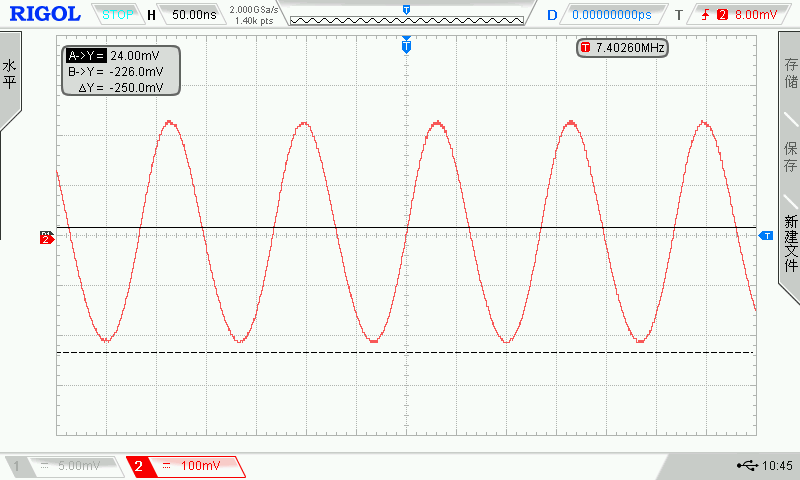 RIGOL STOP H 50.00ns 2.000GSa/s 1.40k pts D 0.00000000ps T 2 8.00mV
T
水平
A->Y= 24.00mV
B->Y= -226.0mV
ΔY= -250.0mV
T 7.40260MHz
T
存储
保存
新建文件
2
T
1 5.00mV 2 100mV 10:45